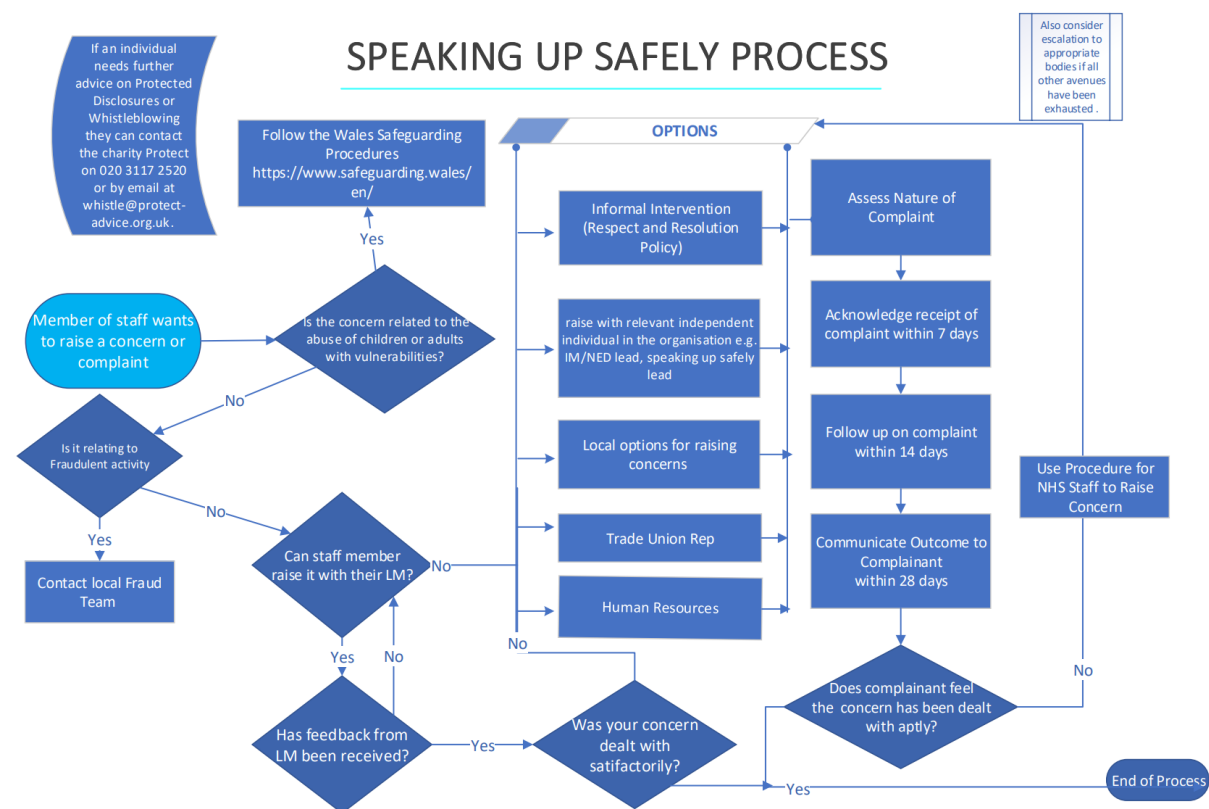 SPEAKING UP SAFELY PROCESS
If an individual
needs further
advice on Protected
Disclosures or
Whistleblowing
they can contact
the charity Protect
on 020 3117 2520
or by email at
whistle@protect-
advice.org.uk.
Also consider
escalation to
appropriate
bodies if all
other avenues
have been
exhausted .
Follow the Wales Safeguarding
Procedures
https://www.safeguarding.wales/
en/
Yes
Member of staff wants
to raise a concern or
complaint
Is the concern related to the
abuse of children or adults
with vulnerabilities?
No
Is it relating to
Fraudulent activity
No
Yes
Contact local Fraud
Team
Can staff member
raise it with their LM?
No
Yes
No
Has feedback from
LM been received?
Yes
Was your concern
dealt with
satifactorily?
No
Yes
OPTIONS
Informal Intervention
(Respect and Resolution
Policy)
raise with relevant independent
individual in the organisation e.g.
IM/NED lead, speaking up safely
lead
Local options for raising
concerns
Trade Union Rep
Human Resources
Assess Nature of
Complaint
Acknowledge receipt of
complaint within 7 days
Follow up on complaint
within 14 days
Communicate Outcome to
Complainant
within 28 days
Does complainant feel
the concern has been dealt
with aptly?
No
Use Procedure for
NHS Staff to Raise
Concern
End of Process